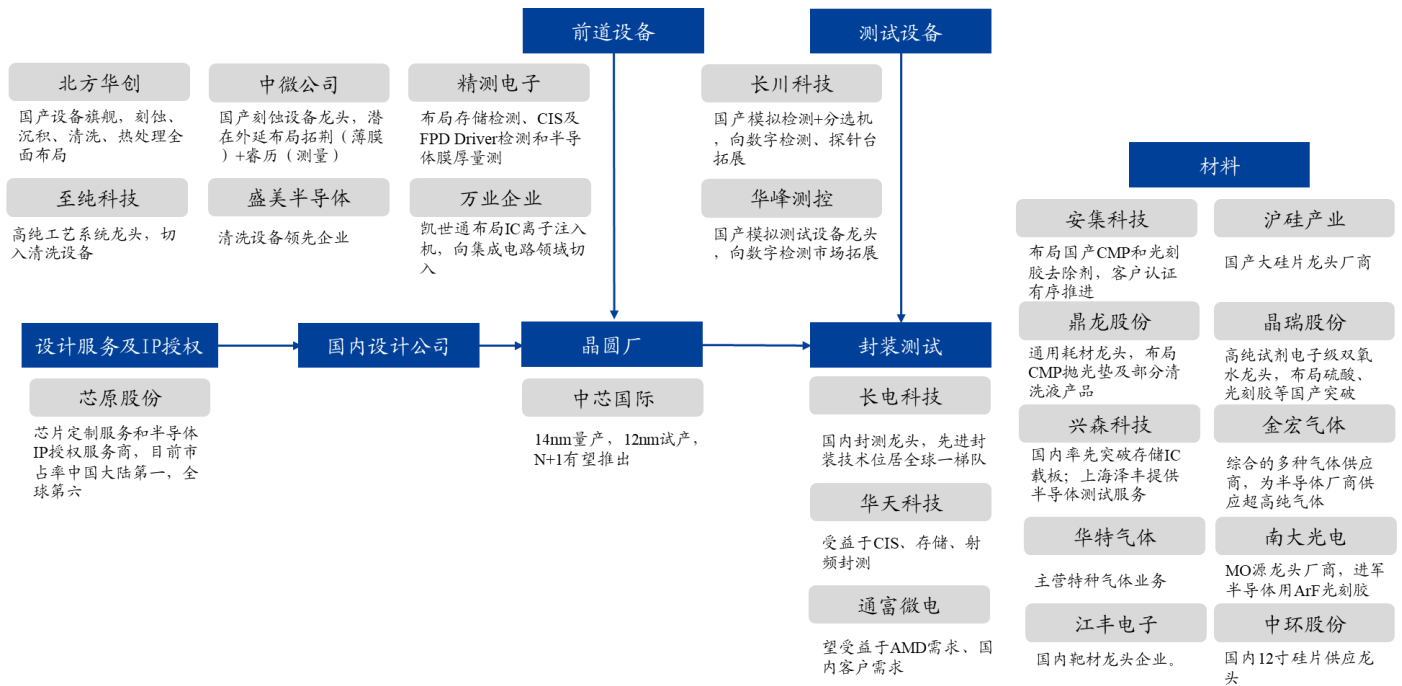 前道设备
测试设备
北方华创
国产设备旗舰，刻蚀、
沉积、清洗、热处理全
面布局
中微公司
国产刻蚀设备龙头，潜
在外延布局拓荆（薄膜
）+睿历（测量）
精测电子
布局存储检测、CIS及
FPD Driver检测和半导
体膜厚量测
长川科技
国产模拟检测+分选机
，向数字检测、探针台
拓展
至纯科技
高纯工艺系统龙头，切
入清洗设备
盛美半导体
清洗设备领先企业
万业企业
凯世通布局IC离子注入
机，向集成电路领域切
入
华峰测控
国产模拟测试设备龙头
，向数字检测市场拓展
设计服务及IP授权
国内设计公司
晶圆厂
封装测试
芯原股份
芯片定制服务和半导体
IP授权服务商，目前市
占率中国大陆第一，全
球第六
中芯国际
14nm量产，12nm试产，
N+1有望推出
长电科技
国内封测龙头，先进封
装技术位居全球一梯队
华天科技
受益于CIS、存储、射
频封测
通富微电
望受益于AMD需求、国
内客户需求
材料
安集科技
布局国产CMP和光刻
胶去除剂，客户认证
有序推进
沪硅产业
国产大硅片龙头厂商
鼎龙股份
通用耗材龙头，布局
CMP抛光垫及部分清
洗液产品
晶瑞股份
高纯试剂电子级双氧
水龙头，布局硫酸、
光刻胶等国产突破
兴森科技
国内率先突破存储IC
载板；上海泽丰提供
半导体测试服务
金宏气体
综合的多种气体供应
商，为半导体厂商供
应超高纯气体
华特气体
主营特种气体业务
南大光电
MO源龙头厂商，进军
半导体用ArF光刻胶
江丰电子
国内靶材龙头企业。
中环股份
国内12寸硅片供应龙
头